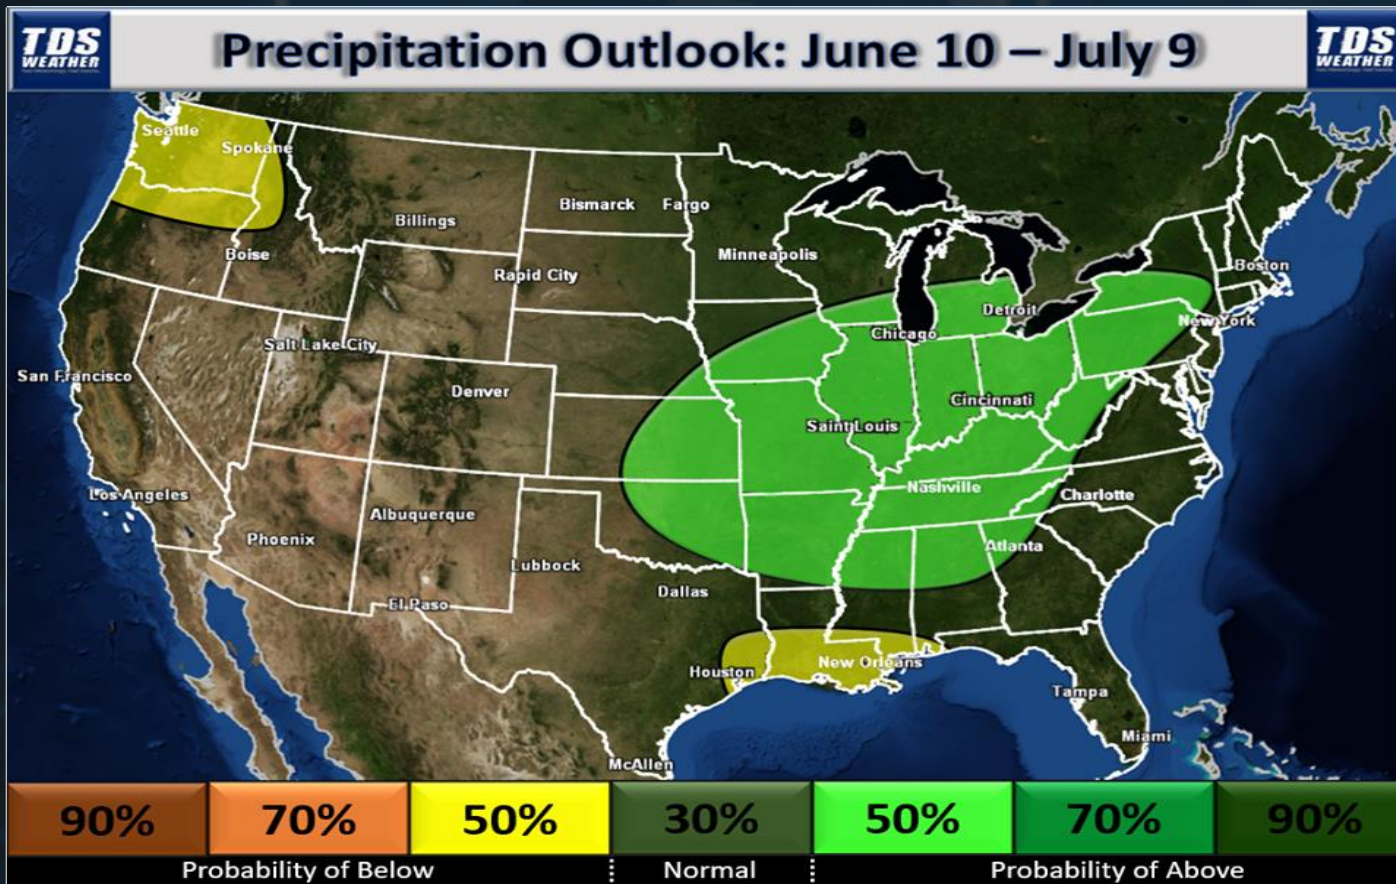 TDS
WEATHER
Precipitation Outlook: June 10 – July 9
TDS
WEATHER
Seattle
Spokane
Billings
Bismarck
Fargo
Boise
Minneapolis
Rapid City
Boston
Detroit
Chicago
New York
Salt Lake City
San Francisco
Denver
Cincinnati
Saint Louis
Los Angeles
Nashville
Charlotte
Albuquerque
Phoenix
Atlanta
Lubbock
Dallas
El Paso
Houston
New Orleans
Tampa
Miami
McAllen
90%
70%
50%
30%
50%
70%
90%
Probability of Below
Normal
Probability of Above